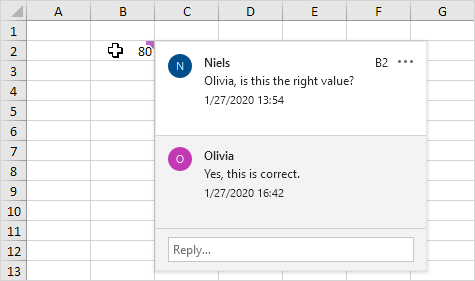 A B C D E F G
1
2 80
3
4
5
6
7
8
9
10
11
12
13
N Niels B2 •••
Olivia, is this the right value?
1/27/2020 13:54
O Olivia
Yes, this is correct.
1/27/2020 16:42
Reply...